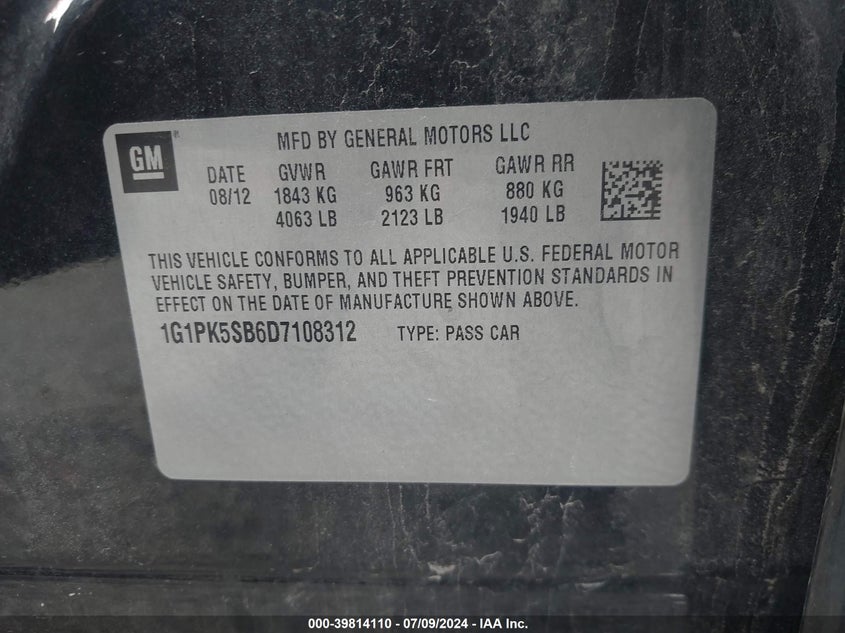 GM
MFD BY GENERAL MOTORS LLC
DATE GVWR GAWR FRT GAWR RR
08/12 1843 KG 963 KG 880 KG
4063 LB 2123 LB 1940 LB
THIS VEHICLE CONFORMS TO ALL APPLICABLE U.S. FEDERAL MOTOR
VEHICLE SAFETY, BUMPER, AND THEFT PREVENTION STANDARDS IN
EFFECT ON THE DATE OF MANUFACTURE SHOWN ABOVE.
1G1PK5SB6D7108312 TYPE: PASS CAR
000-39814110 - 07/09/2024 - IAA Inc.